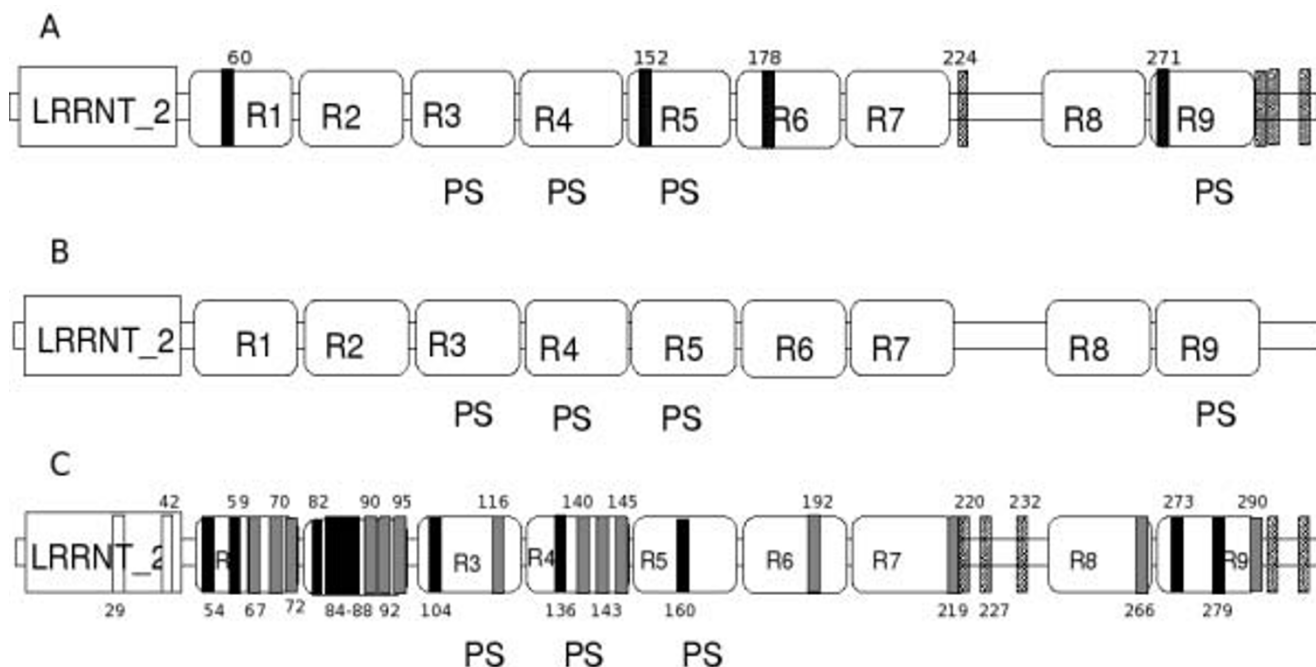 A
60 152 178 224 271
LRRNT_2 R1 R2 R3 R4 R5 R6 R7 R8 R9
PS PS PS PS
B
LRRNT_2 R1 R2 R3 R4 R5 R6 R7 R8 R9
PS PS PS PS
C
42 59 70 82 90 95 116 140 145 192 220 232 273 290
LRRNT_2 R R3 R4 R5 R6 R7 R8 R9
29 54 67 72 84-88 92 104 136 143 160 219 227 266 279
PS PS PS